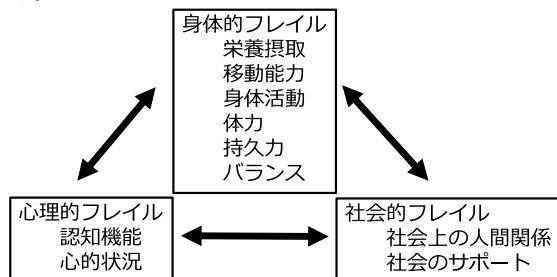 身体的フレイル
栄養摂取
移動能力
身体活動
体力
持久力
バランス
心理的フレイル
認知機能
心的状況
社会的フレイル
社会上の人間関係
社会のサポート